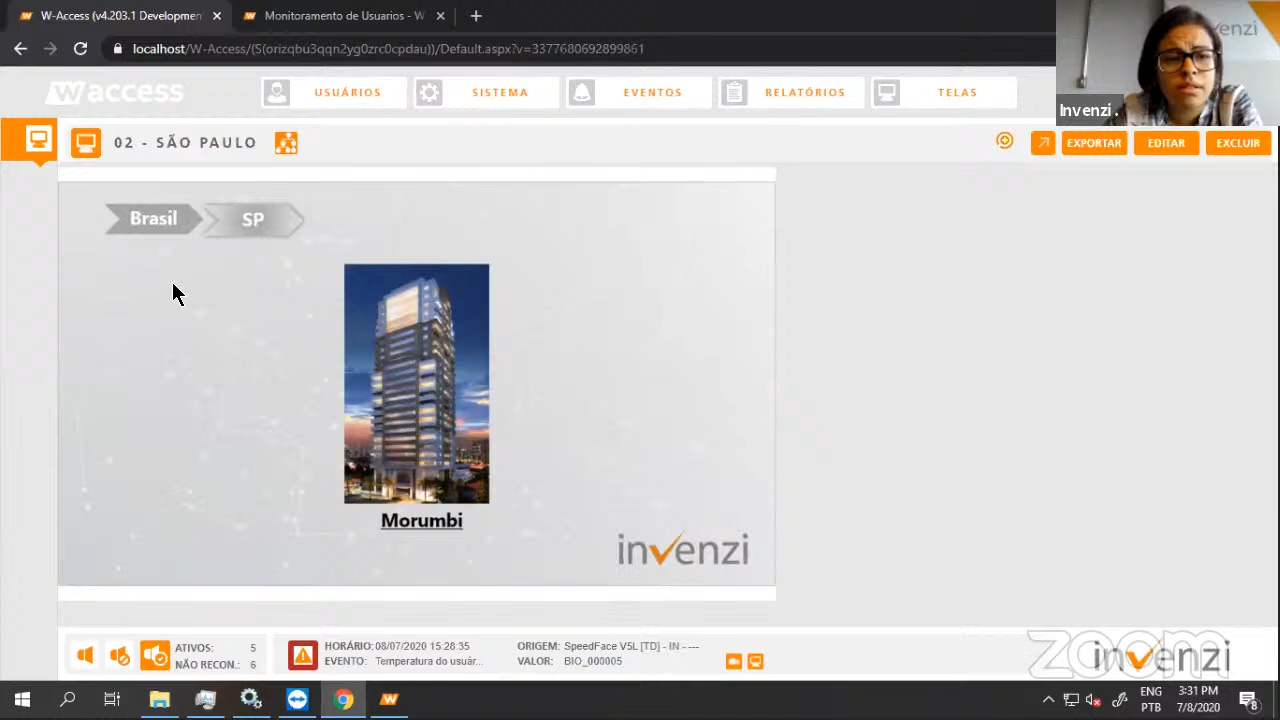 W-Access (v4.203.1 Developmen
Monitoramento de Usuarios - W
localhost/W-Access/(S(orizqbu3qqn2yg0zrc0cpdau))/Default.aspx?v=3377680692899861
invenzi
Invenzi .
w access
USUÁRIOS
SISTEMA
EVENTOS
RELATÓRIOS
TELAS
02 - SÃO PAULO
EXPORTAR
EDITAR
EXCLUIR
Brasil
SP
Morumbi
invenzi
ATIVOS: 5
NÃO RECON.: 6
HORÁRIO: 08/07/2020 15:28:35
EVENTO: Temperatura do usuár...
ORIGEM: SpeedFace V5L [TD] - IN - ---
VALOR: BIO_000005
zoom
invenzi
ENG
PTB
3:31 PM
7/8/2020
8